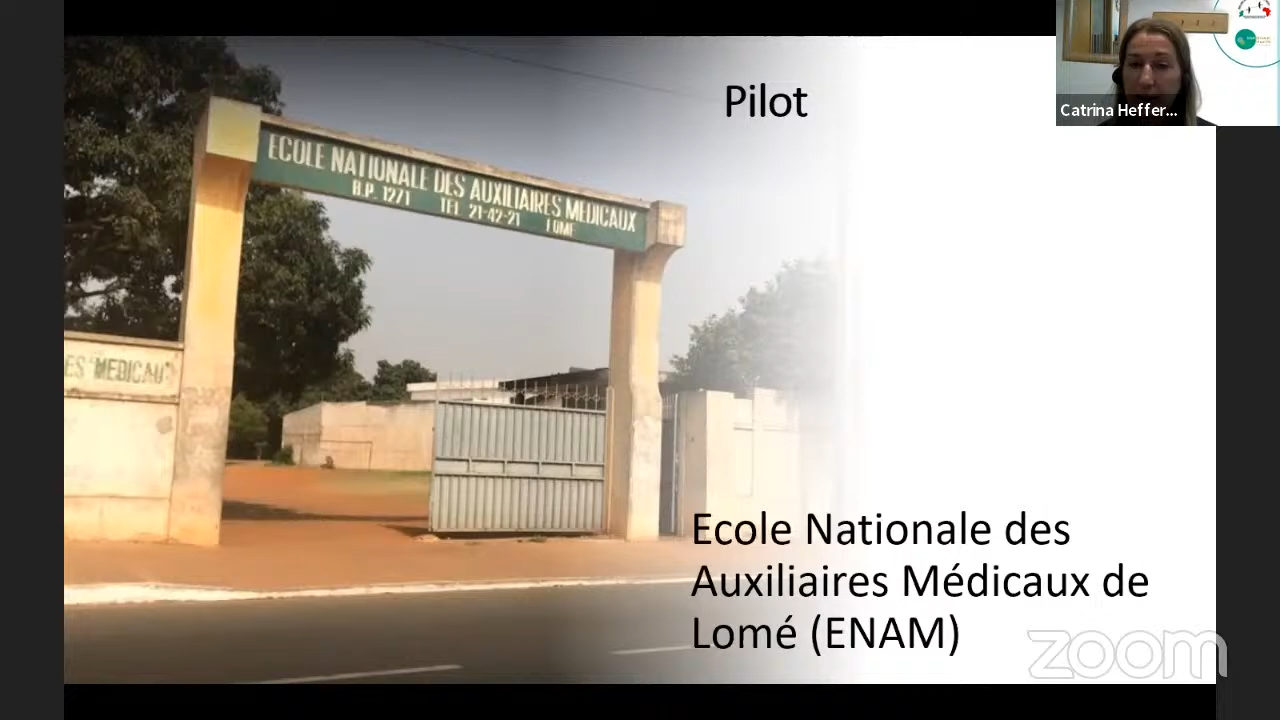 Pilot
Catrina Heffer...
ECOLE NATIONALE DES AUXILIAIRES MEDICAUX
B.P. 1271 TEL 21-42-21 LOME
ES MEDICAU
Ecole Nationale des
Auxiliaires Médicaux de
Lomé (ENAM)
zoom